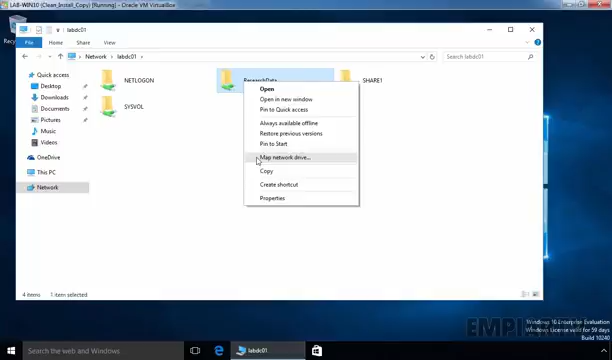 LAB-WIN10 (Clean_Install_Copy) [Running] - Oracle VM VirtualBox
labdc01
File
Home
Share
View
Network
labdc01
Search labdc01
Quick access
Desktop
Downloads
Documents
Pictures
Music
Videos
OneDrive
This PC
Network
NETLOGON
ResearchData
SHARE1
SYSVOL
Open
Open in new window
Pin to Quick access
Always available offline
Restore previous versions
Pin to Start
Map network drive...
Copy
Create shortcut
Properties
4 items
1 item selected
Windows 10 Enterprise Evaluation
Windows License valid for 59 days
Build 10240
Search the web and Windows
labdc01